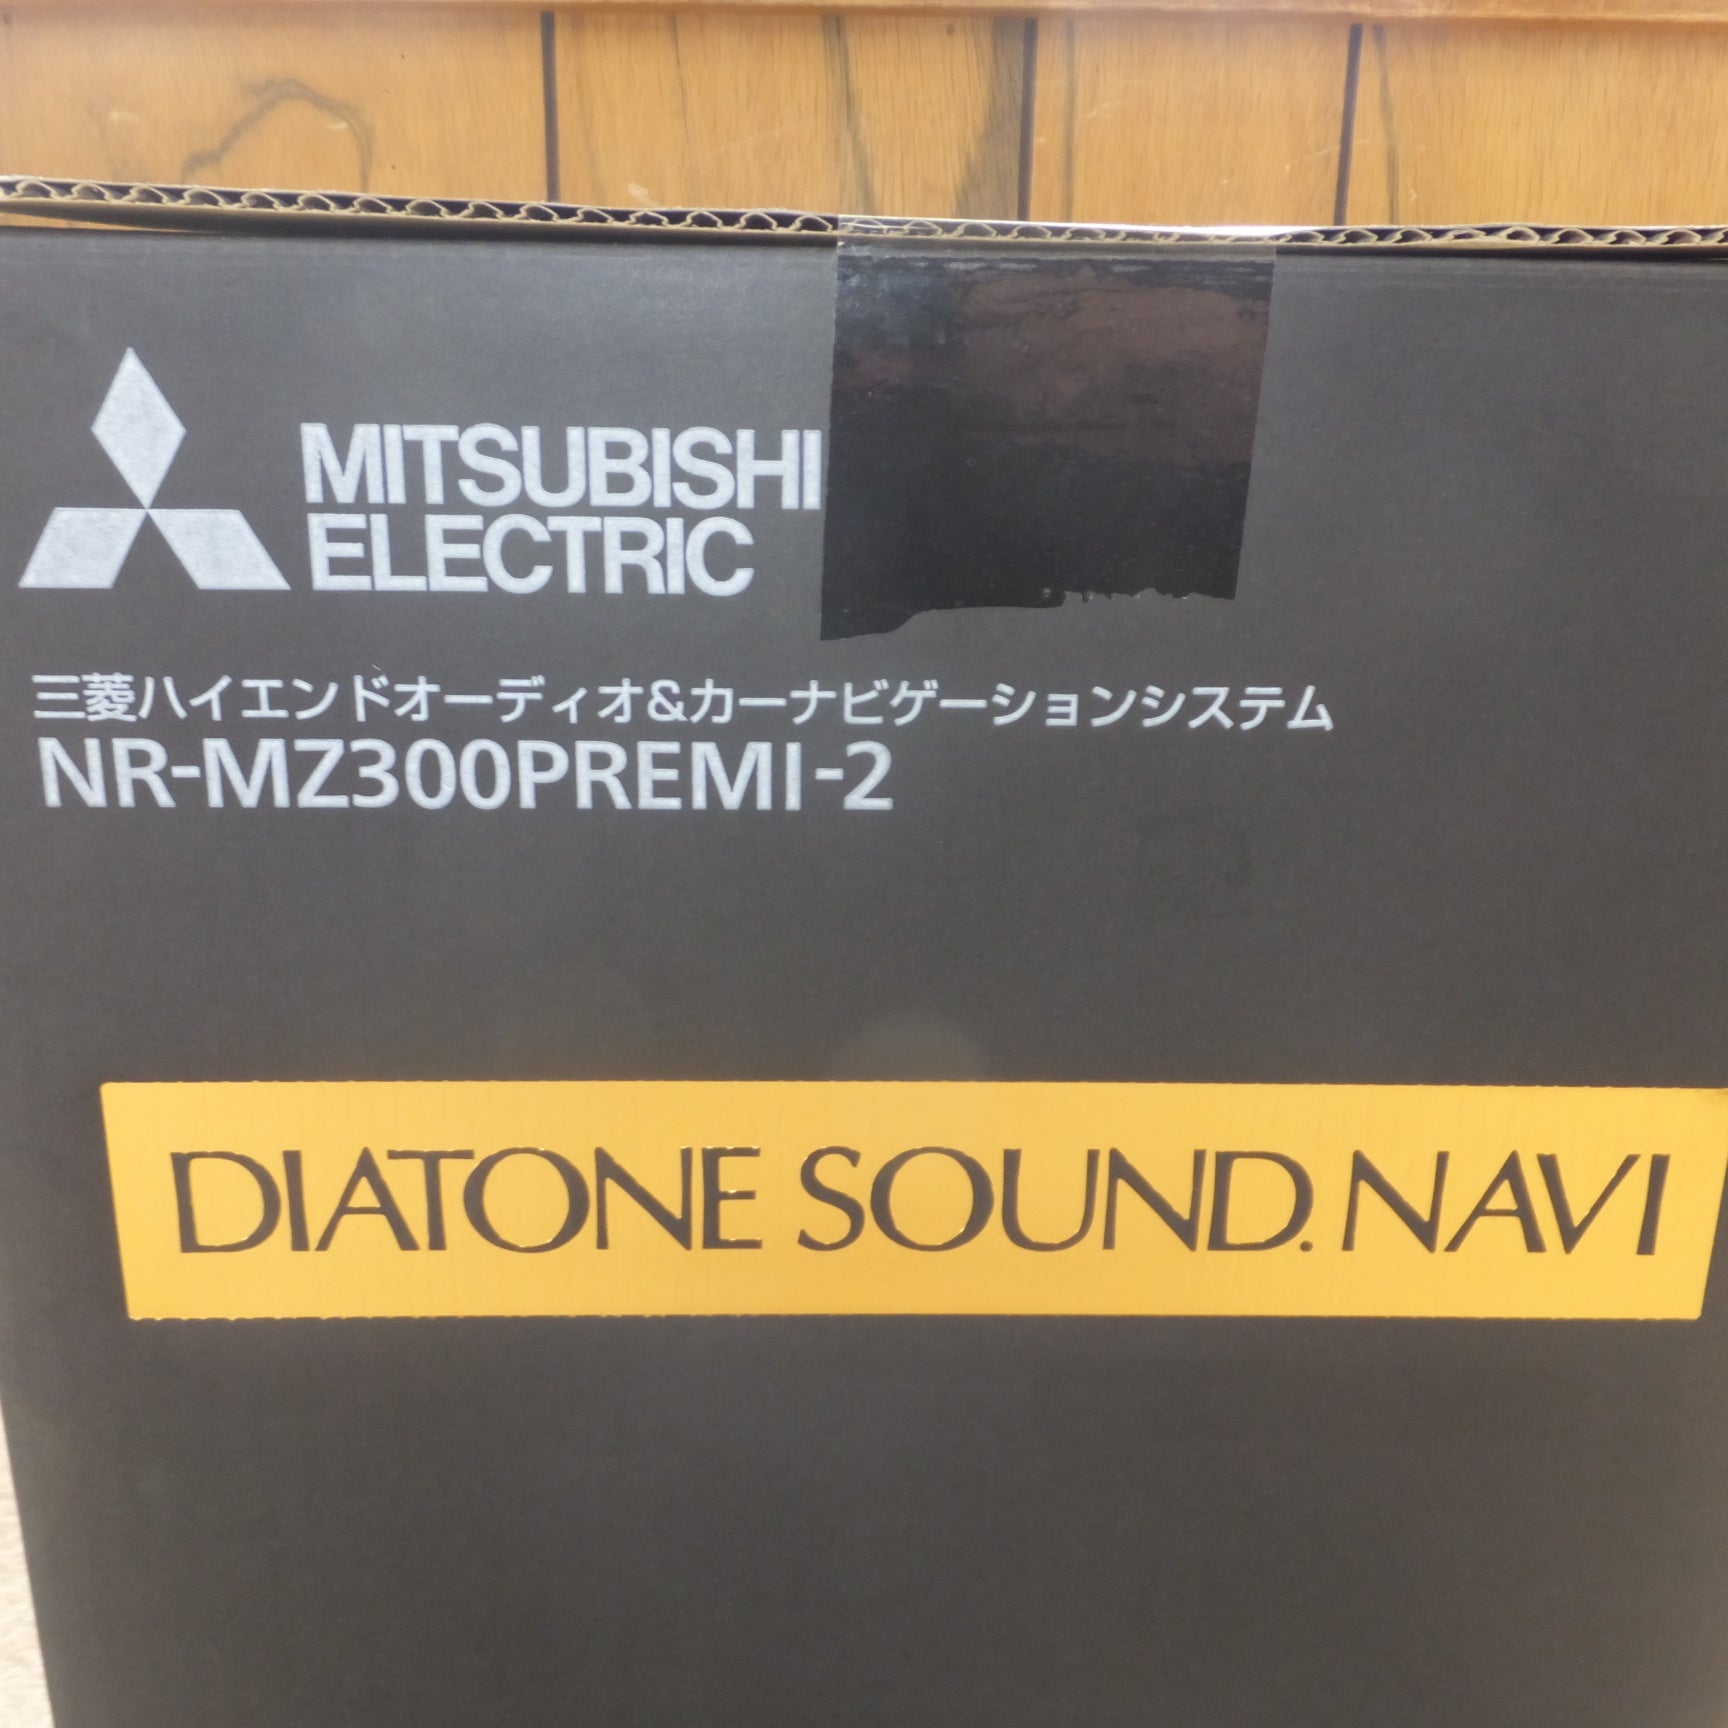 MITSUBISHI
ELECTRIC
三菱ハイエンドオーディオ&カーナビゲーションシステム
NR-MZ300PREMI-2
DIATONE SOUND. NAVI